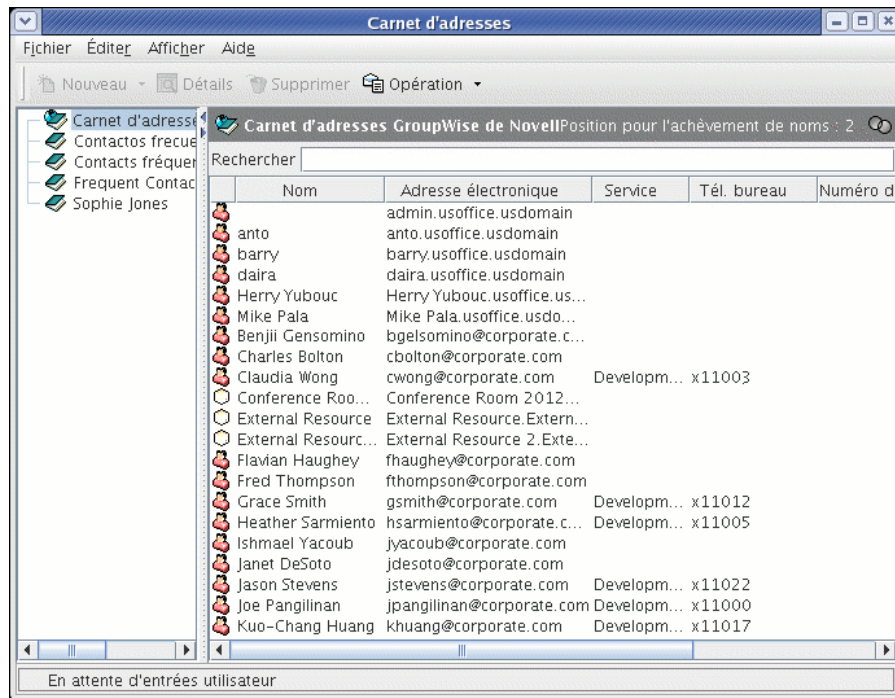 Carnet d'adresses
Fichier Éditer Afficher Aide
Nouveau Détails Supprimer Opération
Carnet d'adresse
Contactos frecue
Contacts fréquer
Frequent Contac
Sophie Jones
Carnet d'adresses GroupWise de Novell Position pour l'achèvement de noms : 2
Rechercher
Nom Adresse électronique Service Tél. bureau Numéro d
admin.usoffice.usdomain
anto anto.usoffice.usdomain
barry barry.usoffice.usdomain
daira daira.usoffice.usdomain
Herry Yubouc Herry Yubouc.usoffice.us...
Mike Pala Mike Pala.usoffice.usdo...
Benjii Gensomino bgelsomino@corporate.c...
Charles Bolton cbolton@corporate.com
Claudia Wong cwong@corporate.com Developm... x11003
Conference Roo... Conference Room 2012...
External Resource External Resource.Extern...
External Resourc... External Resource 2.Exte...
Flavian Haughey fhaughey@corporate.com
Fred Thompson fthompson@corporate.com
Grace Smith gsmith@corporate.com Developm... x11012
Heather Sarmiento hsarmiento@corporate.c... Developm... x11005
Ishmael Yacoub jyacoub@corporate.com
Janet DeSoto jdesoto@corporate.com
Jason Stevens jstevens@corporate.com Developm... x11022
Joe Pangilinan jpangilinan@corporate.com Developm... x11000
Kuo-Chang Huang khuang@corporate.com Developm... x11017
En attente d'entrées utilisateur